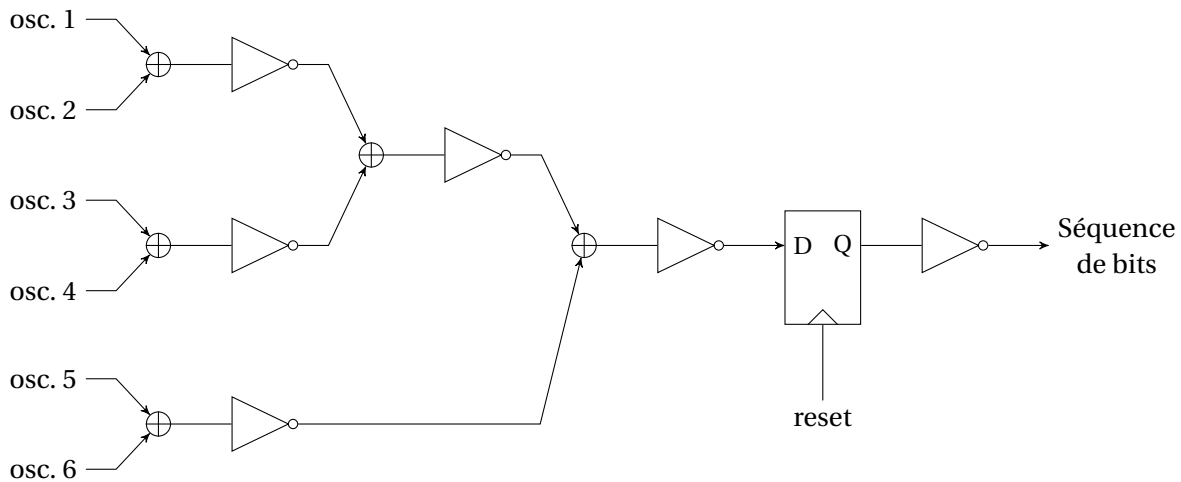 osc. 1
osc. 2
osc. 3
osc. 4
osc. 5
osc. 6
D Q
reset
Séquence
de bits